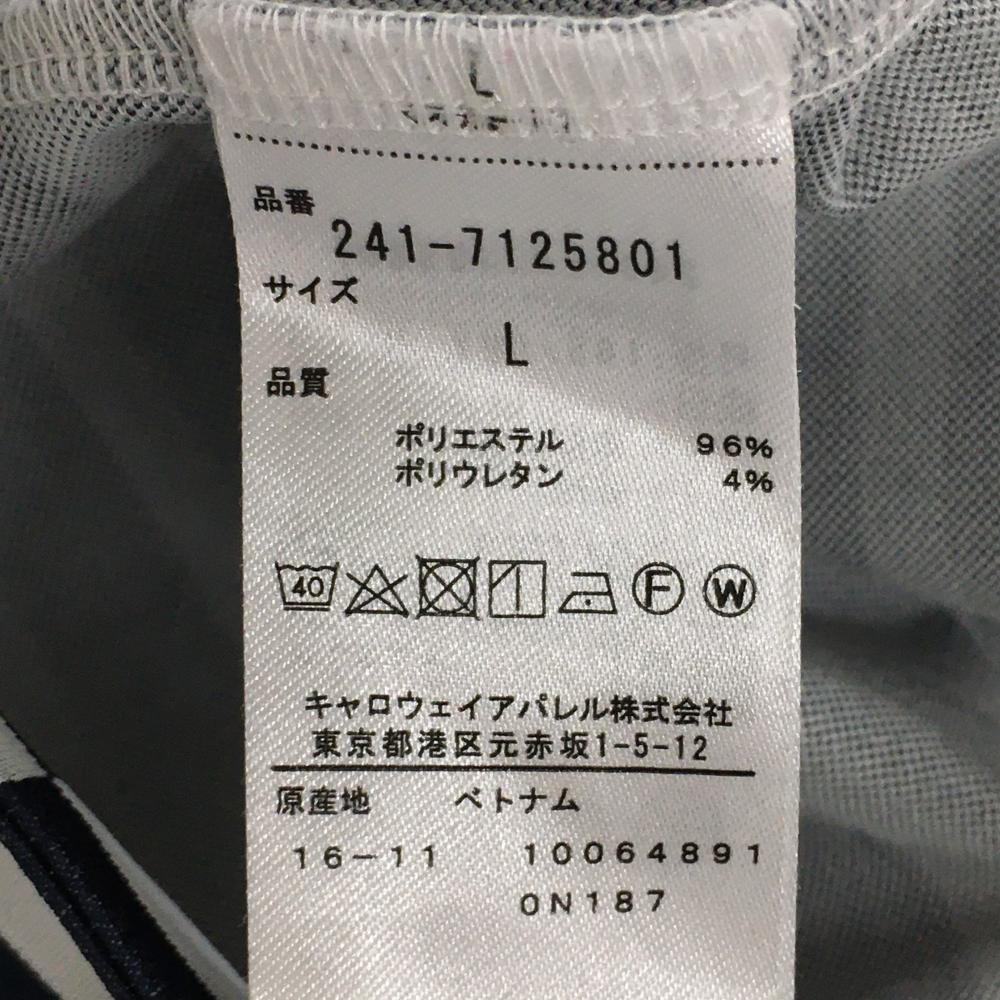 L
品番
241-7125801
サイズ
L
品質
ポリエステル 96%
ポリウレタン 4%
40 F W
キャロウェイアパレル株式会社
東京都港区元赤坂1-5-12
原産地 ベトナム
16-11 10064891
0N187